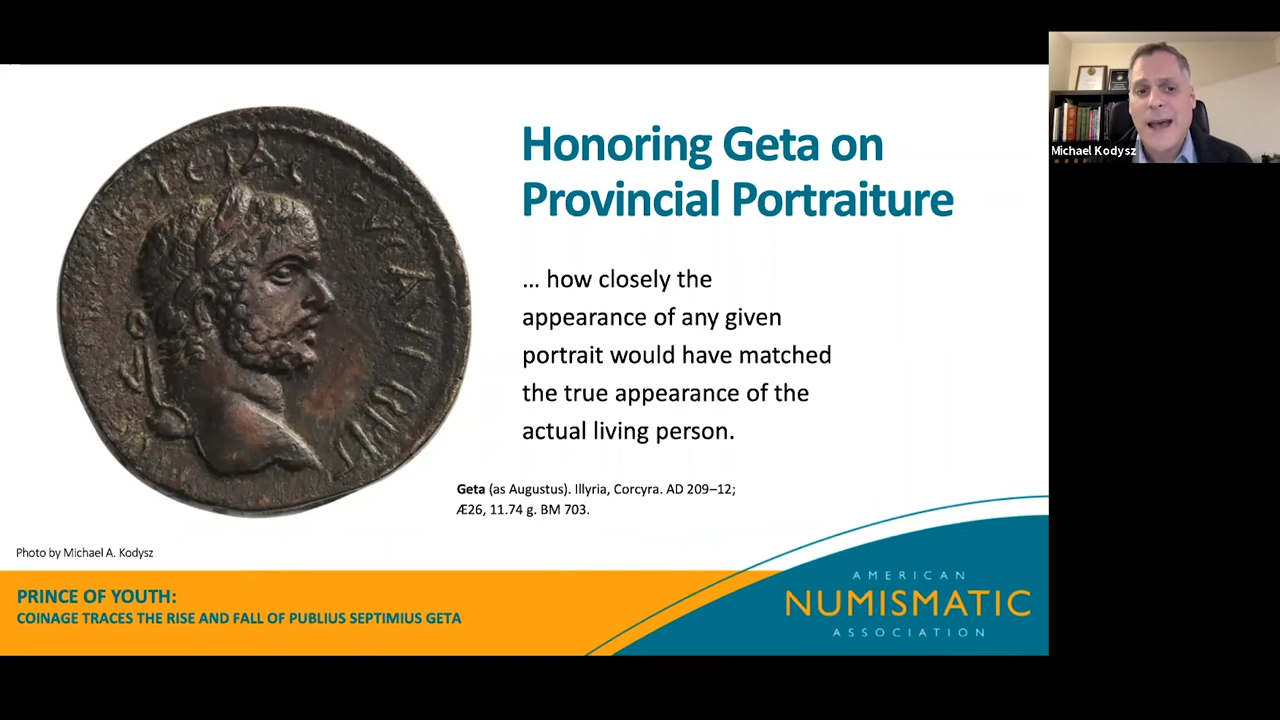 Honoring Geta on
Provincial Portraiture
... how closely the
appearance of any given
portrait would have matched
the true appearance of the
actual living person.
Geta (as Augustus). Illyria, Corcyra. AD 209–12;
Æ26, 11.74 g. BM 703.
Photo by Michael A. Kodysz
PRINCE OF YOUTH:
COINAGE TRACES THE RISE AND FALL OF PUBLIUS SEPTIMIUS GETA
AMERICAN
NUMISMATIC
ASSOCIATION
Michael Kodysz